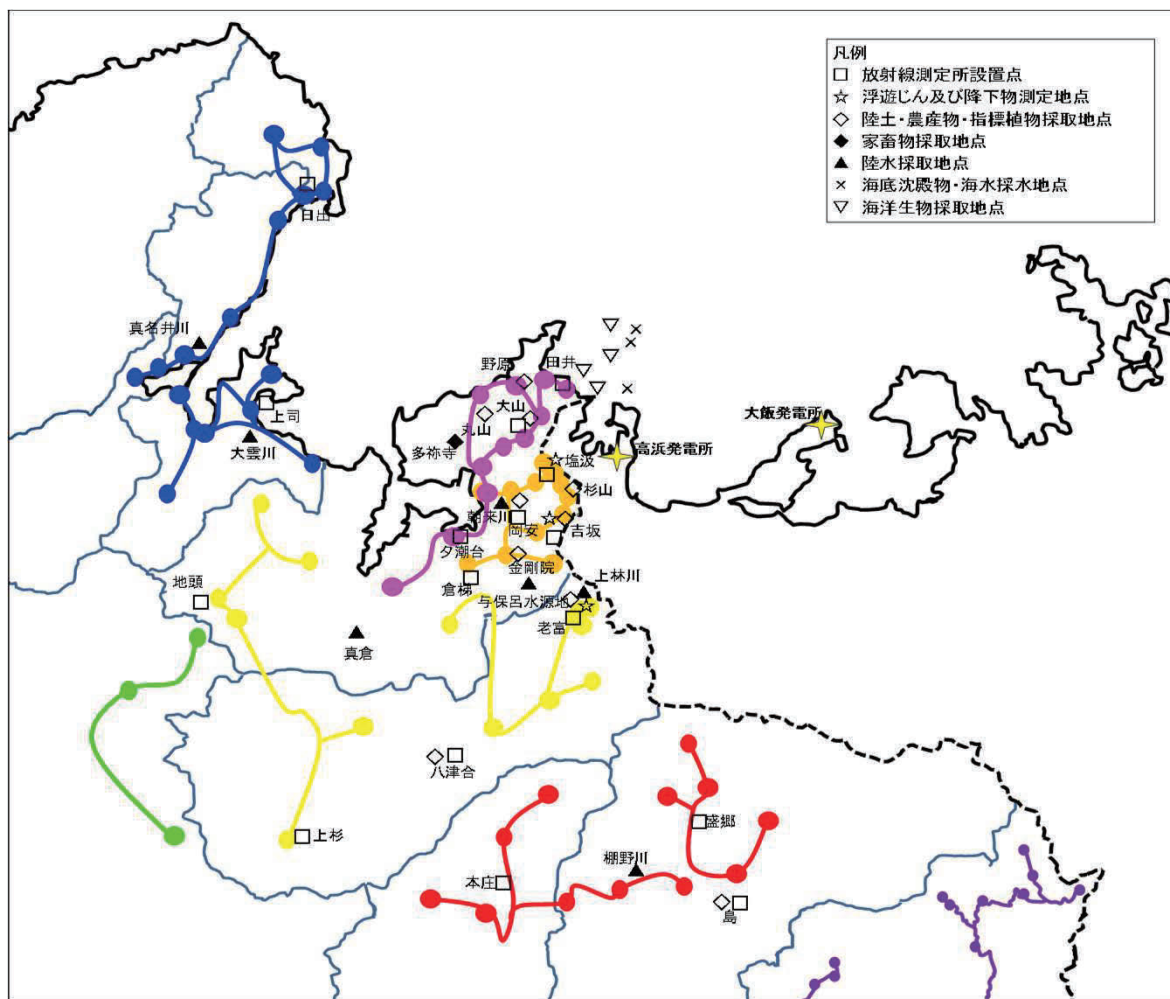 凡例
放射線測定所設置点
浮遊じん及び降下物測定地点
陸土・農産物・指標植物採取地点
家畜物採取地点
陸水採取地点
海底沈殿物・海水採水地点
海洋生物採取地点
日出
真名井川
野原
田井
大山
丸山
多祢寺
上司
大雲川
大飯発電所
高浜発電所
塩汲
杉山
朝来川
岡安
吉坂
夕潮台
金剛院
倉梯
与保呂水源地
上林川
老富
地頭
真倉
八津合
上杉
盛郷
棚野川
本庄
島